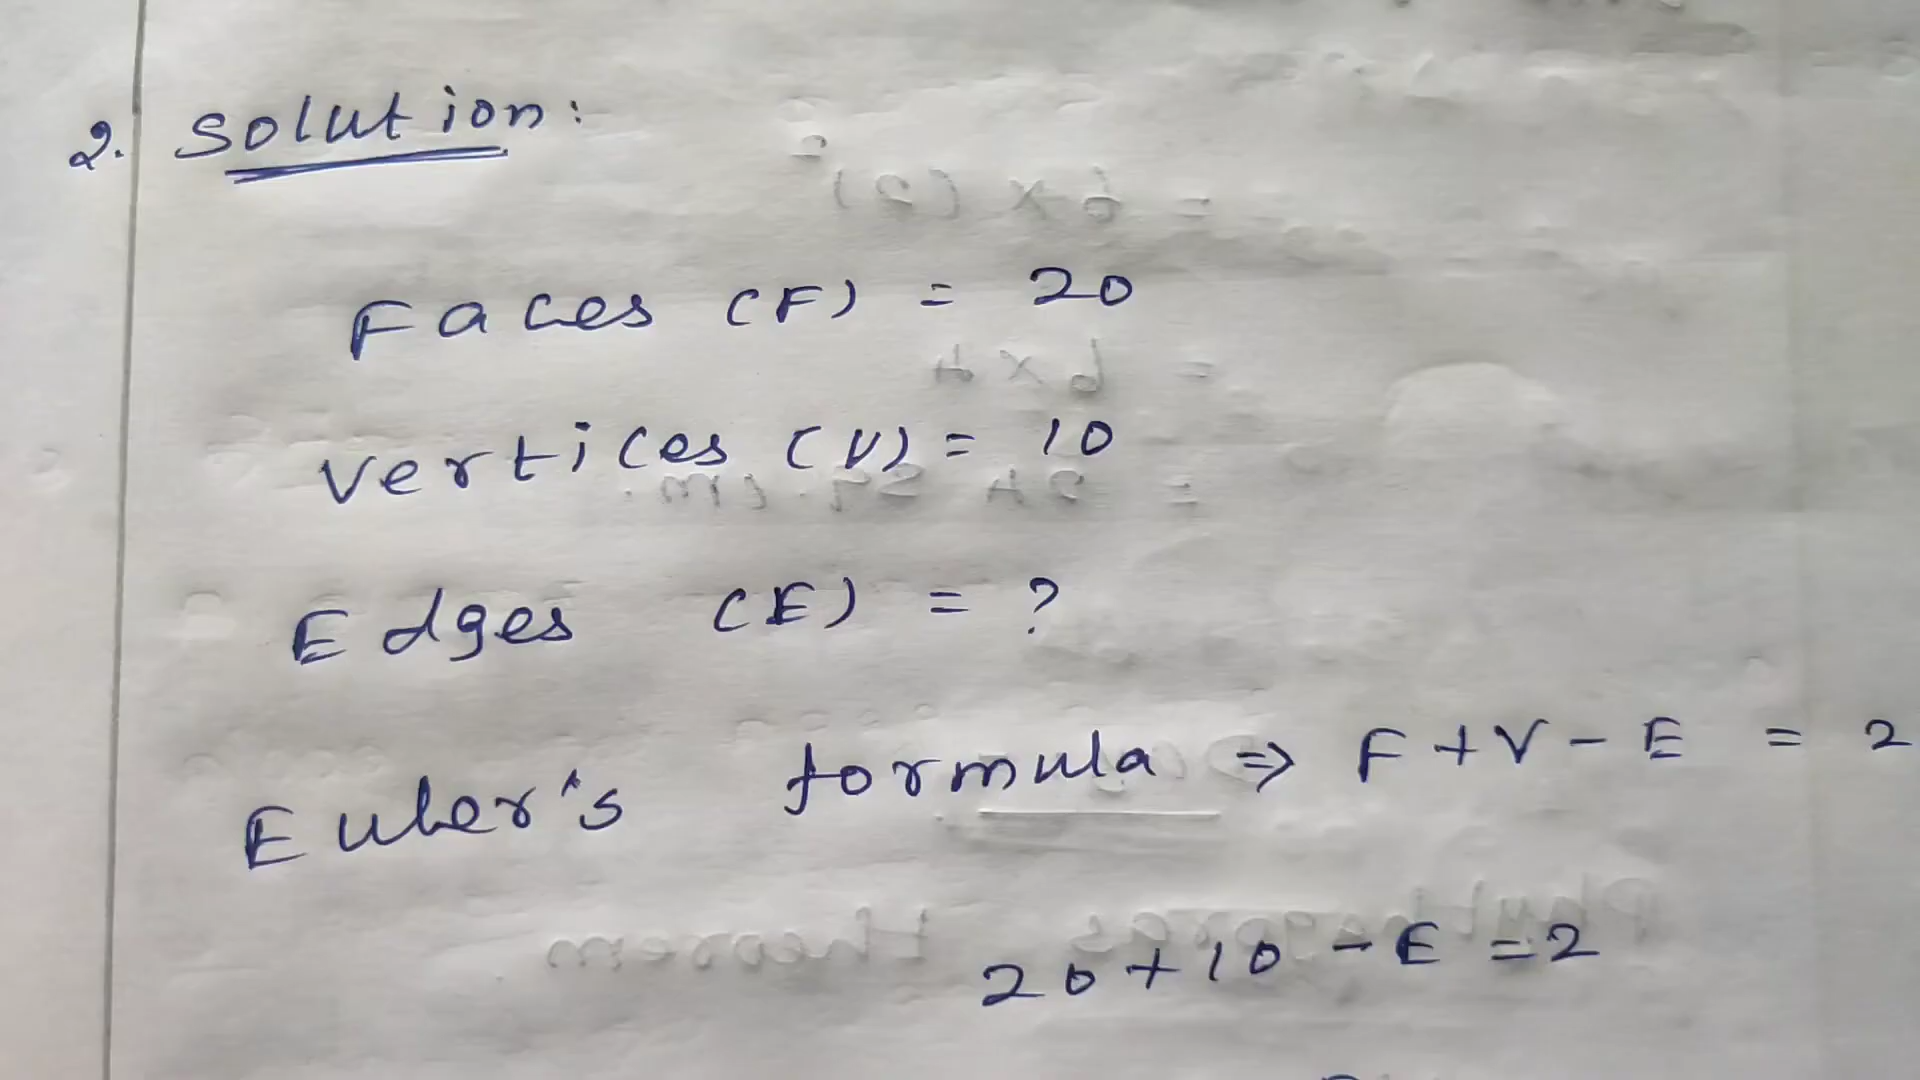 2. Solution:
Faces (F) = 20
Vertices (V) = 10
Edges (E) = ?
Euler's formula ⇒ F + V - E = 2
20 + 10 - E = 2